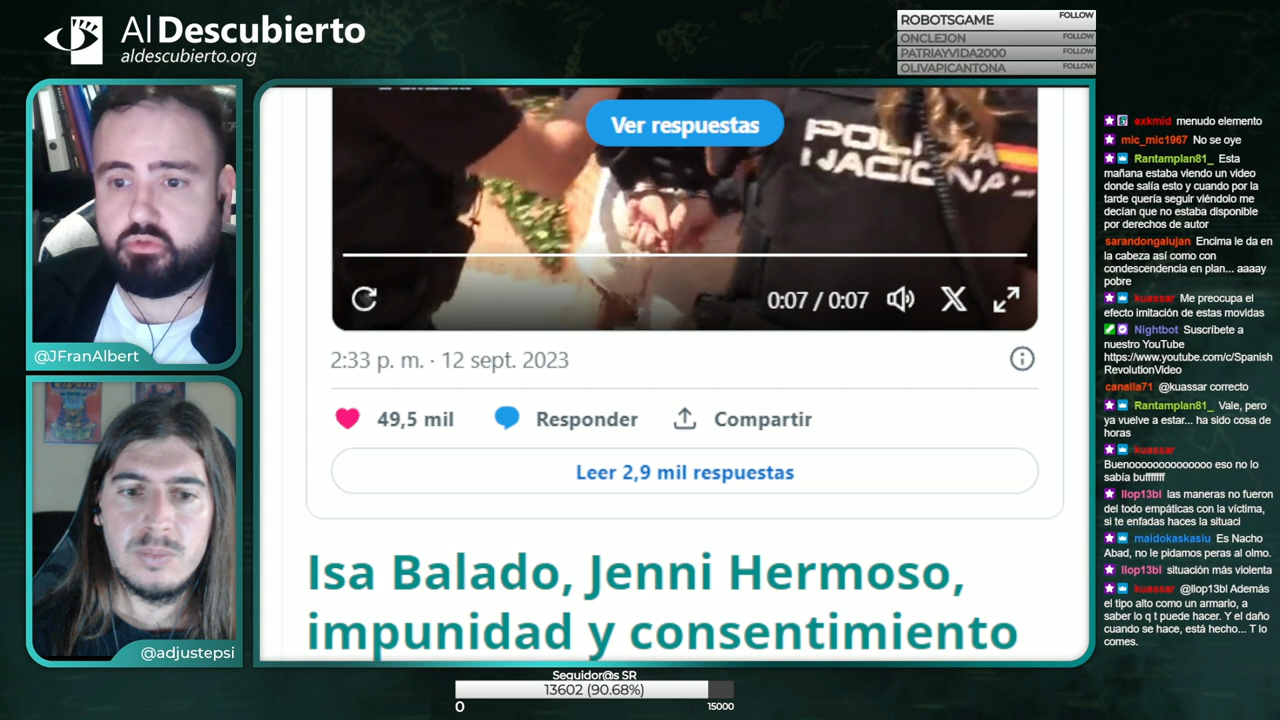 Al Descubierto
aldescubierto.org
ROBOTSGAME FOLLOW
ONCLEJON FOLLOW
PATRIAYVIDA2000 FOLLOW
OLIVAPICANTONA FOLLOW
@JFranAlbert
@adjustepsi
Ver respuestas
POLICIA
NACIONAL
0:07 / 0:07
2:33 p. m. · 12 sept. 2023
49,5 mil Responder Compartir
Leer 2,9 mil respuestas
Isa Balado, Jenni Hermoso,
impunidad y consentimiento
exkmid menudo elemento
mic_mic1967 No se oye
Rantamplan81_ Esta
mañana estaba viendo un video
donde salía esto y cuando por la
tarde quería seguir viéndolo me
decían que no estaba disponible
por derechos de autor
sarandongalujan Encima le da en
la cabeza así como con
condescendencia en plan... aaaay
pobre
kuassar Me preocupa el
efecto imitación de estas movidas
Nightbot Suscríbete a
nuestro YouTube
https://www.youtube.com/c/Spanish
RevolutionVideo
canalla71 @kuassar correcto
Rantamplan81_ Vale, pero
ya vuelve a estar... ha sido cosa de
horas
kuassar
Buenooooooooooooo eso no lo
sabía bufffffff
llop13bl las maneras no fueron
del todo empáticas con la víctima,
si te enfadas haces la situaci
maidokaskasiu Es Nacho
Abad, no le pidamos peras al olmo.
llop13bl situación más violenta
kuassar @llop13bl Además
el tipo alto como un armario, a
saber lo q t puede hacer. Y el daño
cuando se hace, está hecho... T lo
comes.
Seguidor@s SR
13602 (90.68%)
0 15000